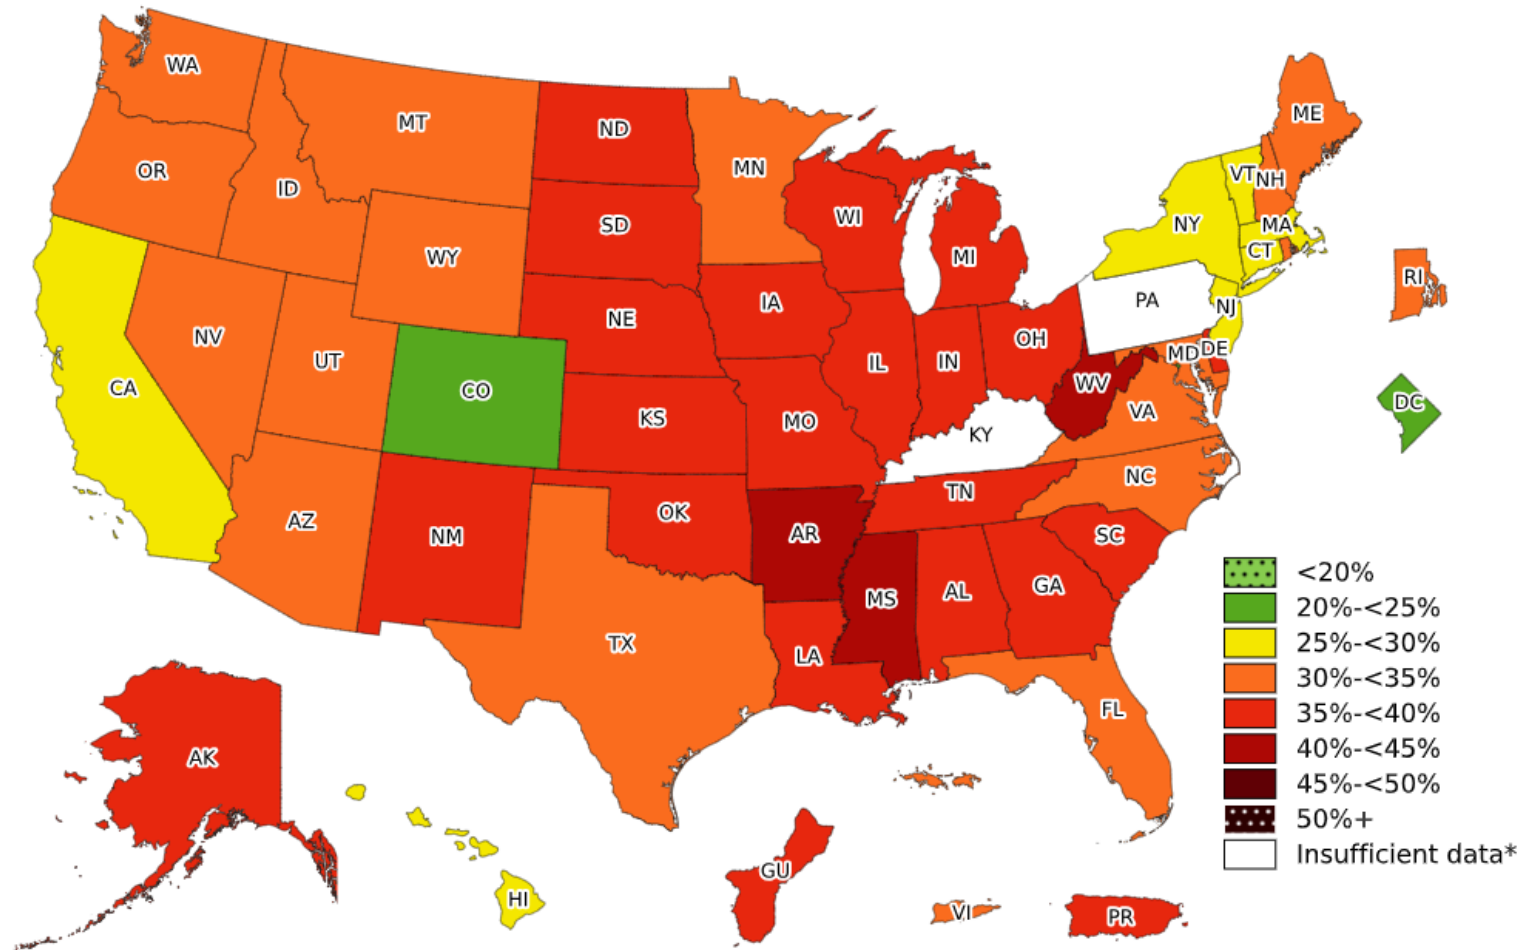 WA
MT
ND
MN
ME
OR
ID
SD
WI
VT
NH
NY
MA
CT
WY
MI
RI
NE
IA
PA
NJ
NV
UT
CO
IL
IN
OH
MD
DE
CA
KS
MO
WV
VA
DC
KY
AZ
NM
OK
AR
TN
NC
SC
MS
AL
GA
TX
LA
FL
AK
HI
GU
VI
PR
<20%
20%-<25%
25%-<30%
30%-<35%
35%-<40%
40%-<45%
45%-<50%
50%+
Insufficient data*